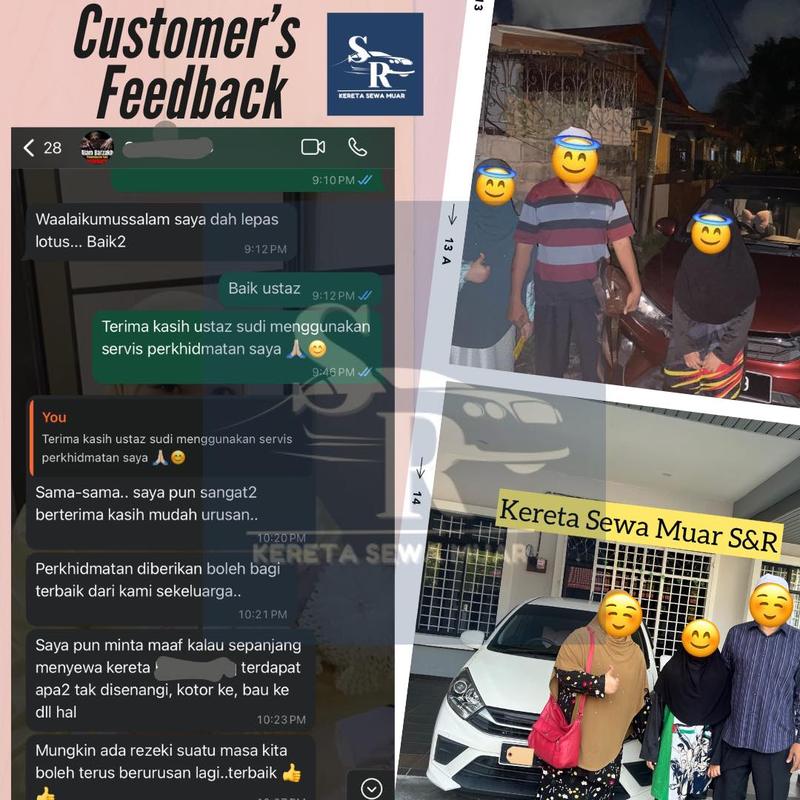 Customer's
Feedback
S
R
KERETA SEWA MUAR
28
9:10 PM
Waalaikumussalam saya dah lepas
lotus... Baik2
9:12 PM
Baik ustaz
9:12 PM
Terima kasih ustaz sudi menggunakan
servis perkhidmatan saya 🙏🏻😊
9:46 PM
You
Terima kasih ustaz sudi menggunakan servis
perkhidmatan saya 🙏🏻😊
Sama-sama.. saya pun sangat2
berterima kasih mudah urusan..
10:20 PM
Perkhidmatan diberikan boleh bagi
terbaik dari kami sekeluarga..
10:21 PM
Saya pun minta maaf kalau sepanjang
menyewa kereta terdapat
apa2 tak disenangi, kotor ke, bau ke
dll hal
10:23 PM
Mungkin ada rezeki suatu masa kita
boleh terus berurusan lagi..terbaik 👍
👍
13
13 A
14
SR
KERETA SEWA MUAR
Kereta Sewa Muar S&R